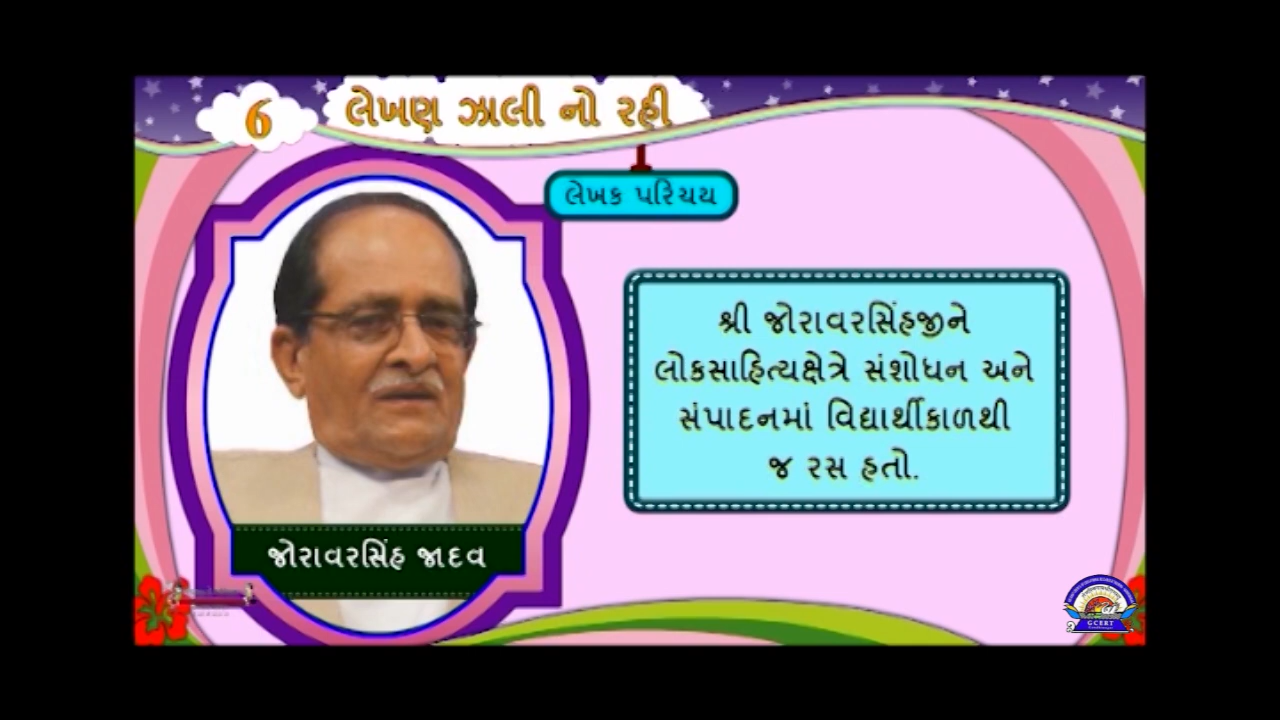 6 લેખણ ઝાલી નો રહી
લેખક પરિચય
શ્રી જોરાવરસિંહજીને
લોકસાહિત્યક્ષેત્રે સંશોધન અને
સંપાદનમાં વિદ્યાર્થીકાળથી
જ રસ હતો.
જોરાવરસિંહ જાદવ
GCERT